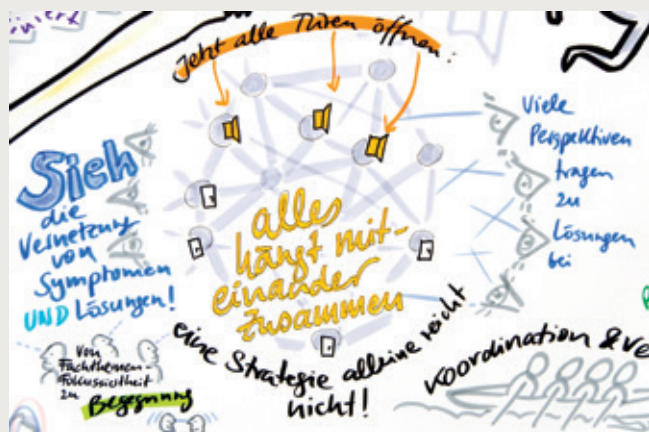 Jetzt alle Türen öffnen:
Sieh
die
Vernetzung
von
Symptomen
UND Lösungen!
alles
hängt mit-
einander
zusammen
Viele
Perspektiven
tragen
zu
Lösungen
bei
eine Strategie alleine reicht
nicht!
Von
Fachthemen-
Fokussiertheit
zu
Begegnung
Koordination &